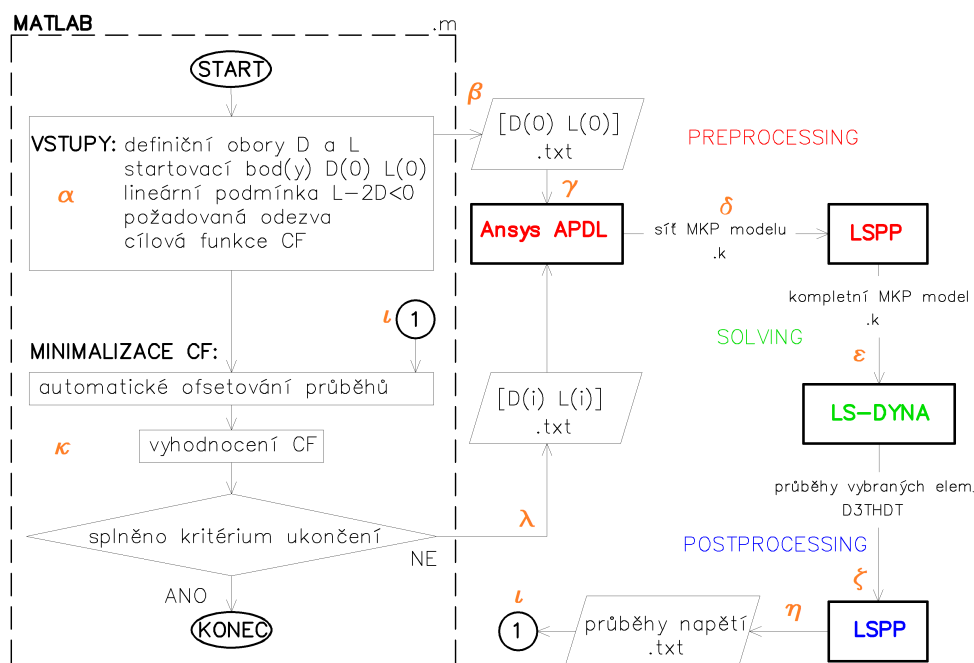 MATLAB
.m
START
VSTUPY: definiční obory D a L
startovací bod(y) D(0) L(0)
lineární podmínka L-2D<0
požadovaná odezva
cílová funkce CF
α
β
[D(0) L(0)]
.txt
γ
PREPROCESSING
Ansys APDL
δ
síť MKP modelu
.k
LSPP
kompletní MKP model
.k
SOLVING
ε
LS-DYNA
průběhy vybraných elem.
D3THDT
POSTPROCESSING
ζ
LSPP
η
průběhy napětí
.txt
ι
1
ι
1
MINIMALIZACE CF:
automatické ofsetování průběhů
κ
vyhodnocení CF
splněno kritérium ukončení
NE
λ
[D(i) L(i)]
.txt
ANO
KONEC